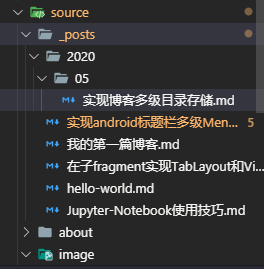 source
_posts
2020
05
实现博客多级目录存储.md
实现android标题栏多级Men... 5
我的第一篇博客.md
在子fragment实现TabLayout和Vi...
hello-world.md
Jupyter-Notebook使用技巧.md
about
image